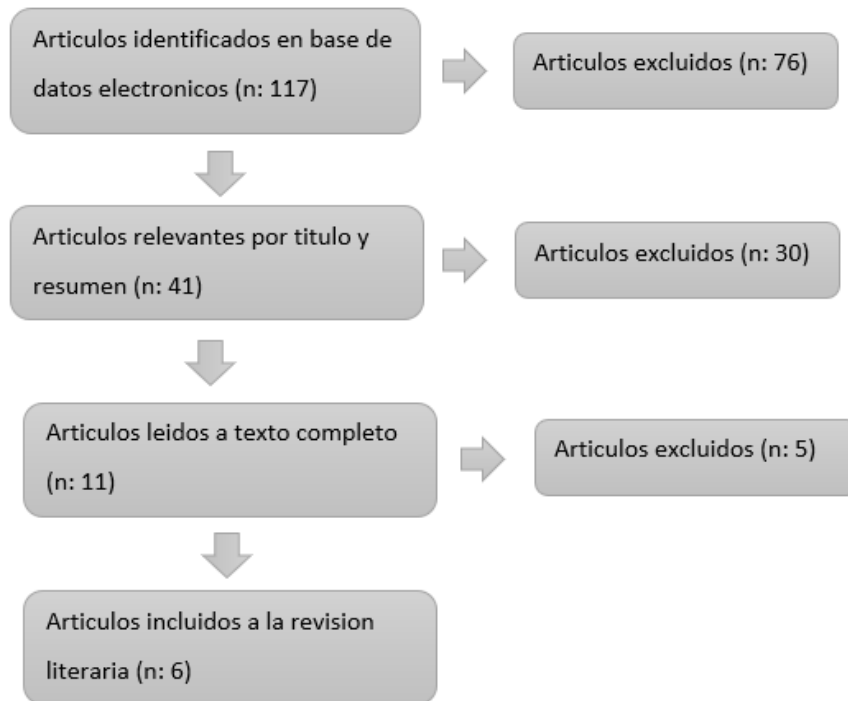 Articulos identificados en base de
datos electronicos (n: 117)
Articulos excluidos (n: 76)
Articulos relevantes por titulo y
resumen (n: 41)
Articulos excluidos (n: 30)
Articulos leidos a texto completo
(n: 11)
Articulos excluidos (n: 5)
Articulos incluidos a la revision
literaria (n: 6)